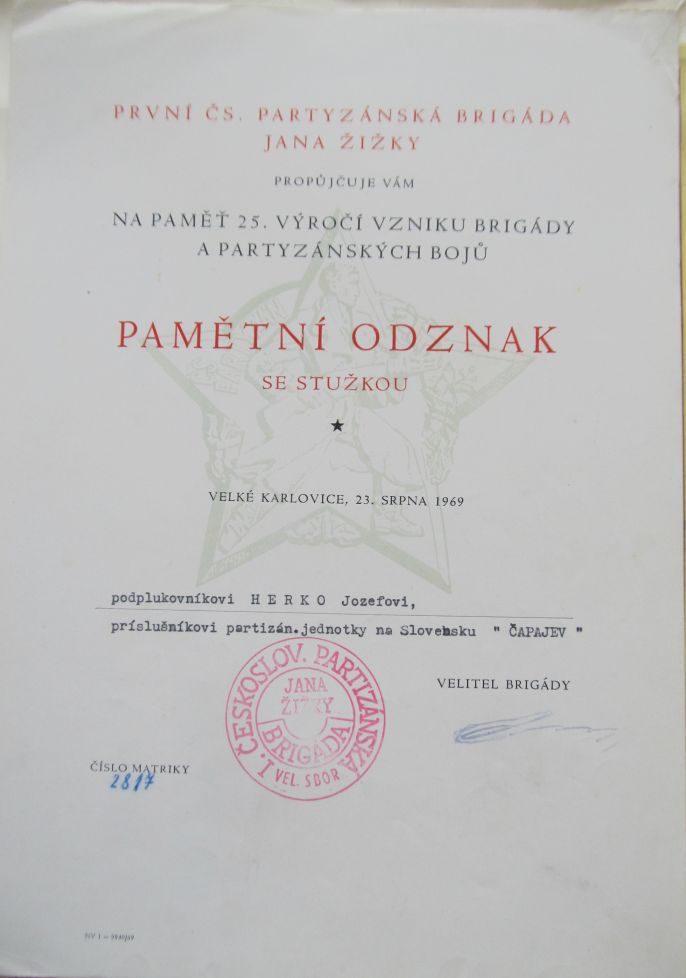 PRVNÍ ČS. PARTYZÁNSKÁ BRIGÁDA
JANA ŽIŽKY
PROPŮJČUJE VÁM
NA PAMĚŤ 25. VÝROČÍ VZNIKU BRIGÁDY
A PARTYZÁNSKÝCH BOJŮ
PAMĚTNÍ ODZNAK
SE STUŽKOU
★
VELKÉ KARLOVICE, 23. SRPNA 1969
podplukovníkovi H E R K O Jozefovi,
príslušníkovi partizán.jednotky na Slovensku " ČAPAJEV "
I. ČESKOSLOV. PARTIZÁNSKÁ
JANA
ŽIŽKY
BRIGÁDA
VEL. SBOR
VELITEL BRIGÁDY
ČÍSLO MATRIKY
2817